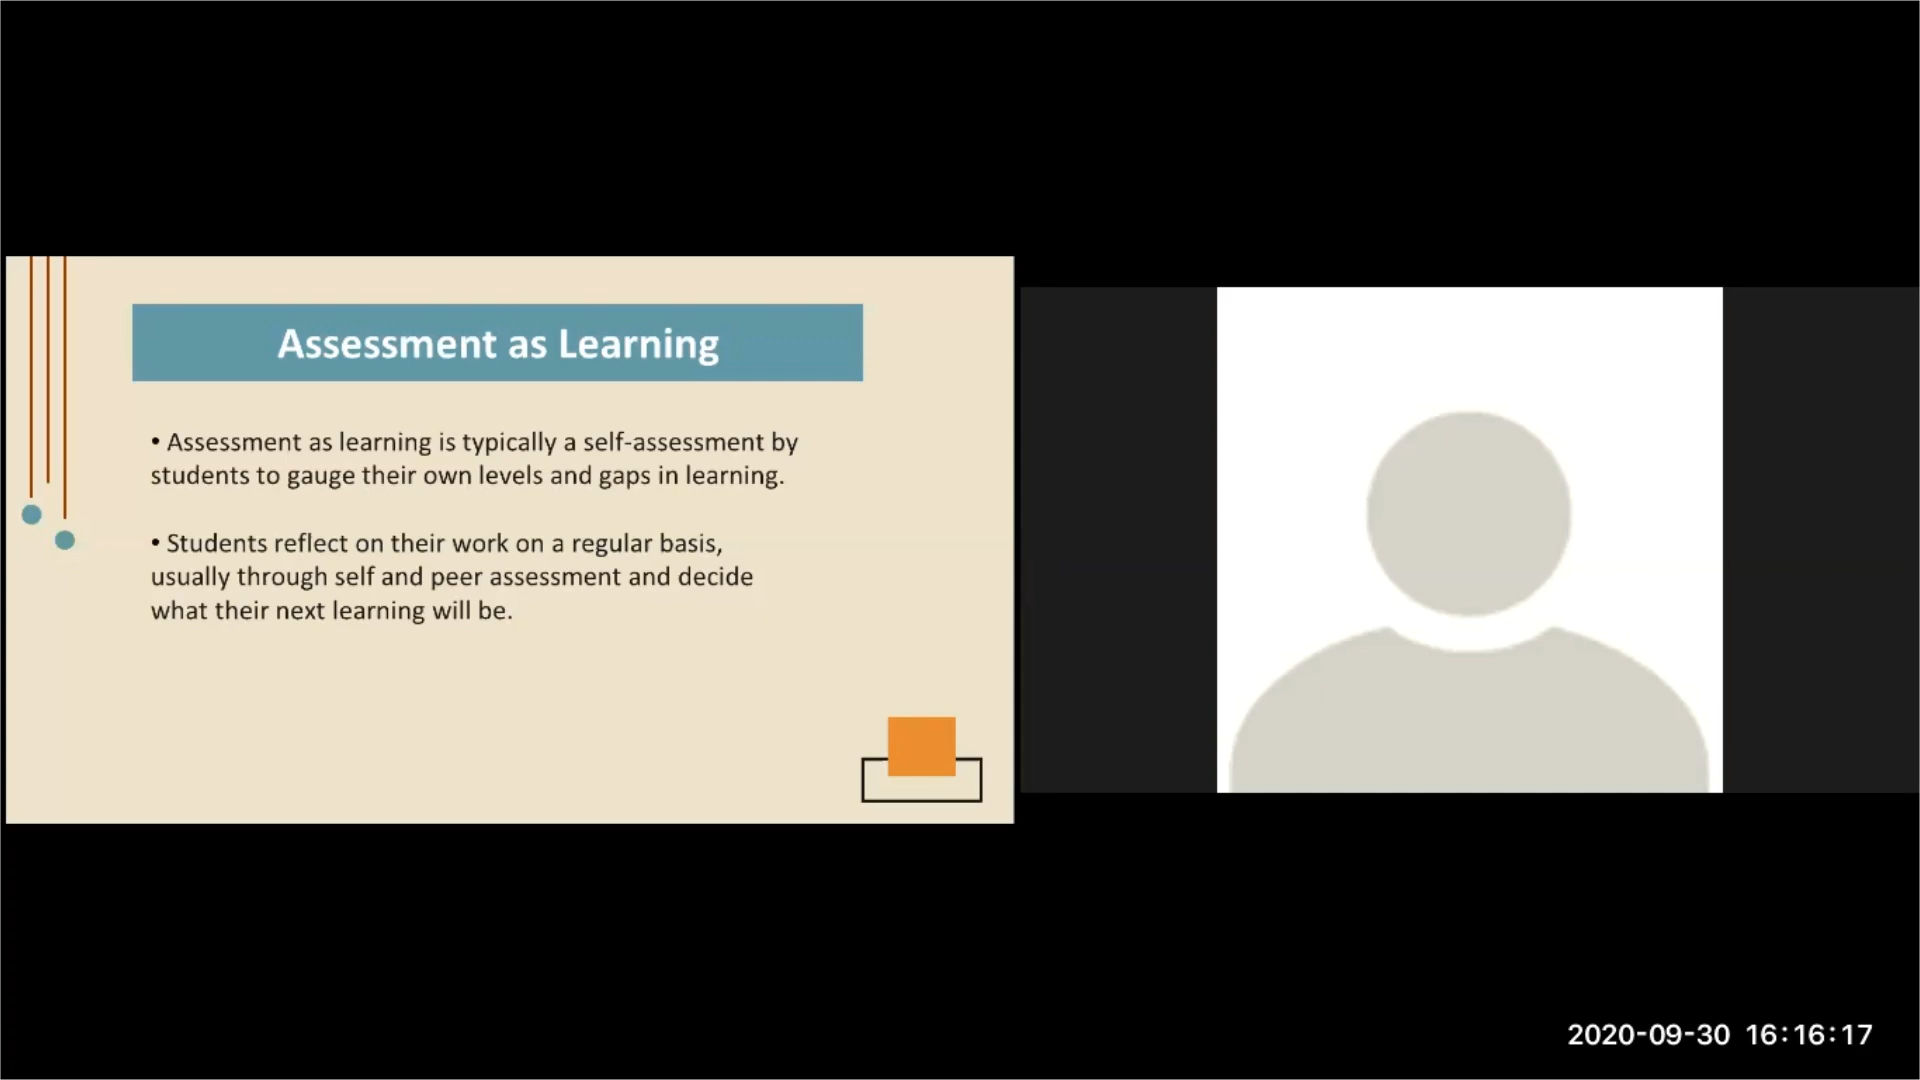 Assessment as Learning
• Assessment as learning is typically a self-assessment by
students to gauge their own levels and gaps in learning.
• Students reflect on their work on a regular basis,
usually through self and peer assessment and decide
what their next learning will be.
2020-09-30 16:16:17